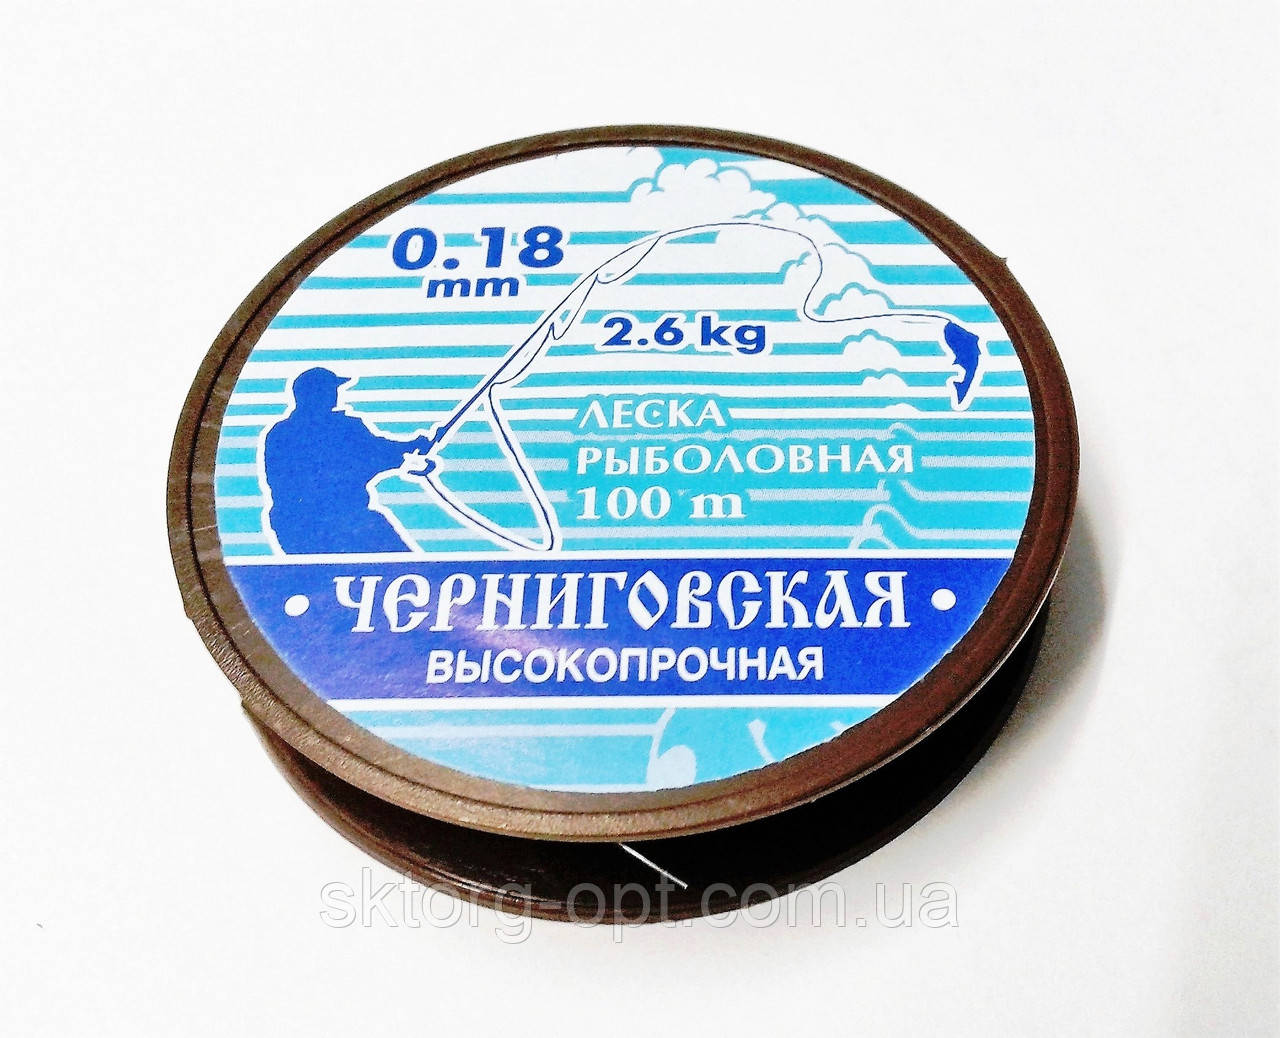 0.18
mm
2.6 kg
ЛЕСКА
РЫБОЛОВНАЯ
100 m
• ЧЕРНИГОВСКАЯ •
ВЫСОКОПРОЧНАЯ
sktorg-opt.com.ua